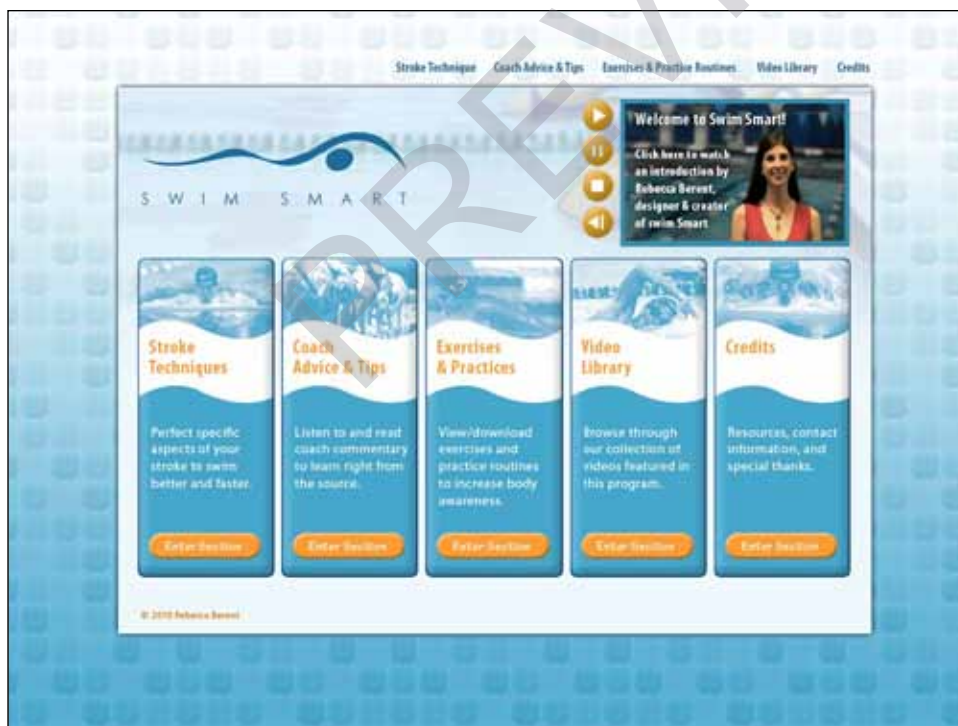 Stroke Technique Coach Advice & Tips Exercises & Practice Routines Video Library Credits
SWIM SMART
Welcome to Swim Smart!
Click here to watch
an introduction by
Rebecca Berent,
designer & creator
of swim Smart
Stroke
Techniques
Perfect specific
aspects of your
stroke to swim
better and faster.
Enter Section
Coach
Advice & Tips
Listen to and read
coach commentary
to learn right from
the source.
Enter Section
Exercises
& Practices
View/download
exercises and
practice routines
to increase body
awareness.
Enter Section
Video
Library
Browse through
our collection of
videos featured in
this program.
Enter Section
Credits
Resources, contact
information, and
special thanks.
Enter Section
© 2010 Rebecca Berent
PREVI